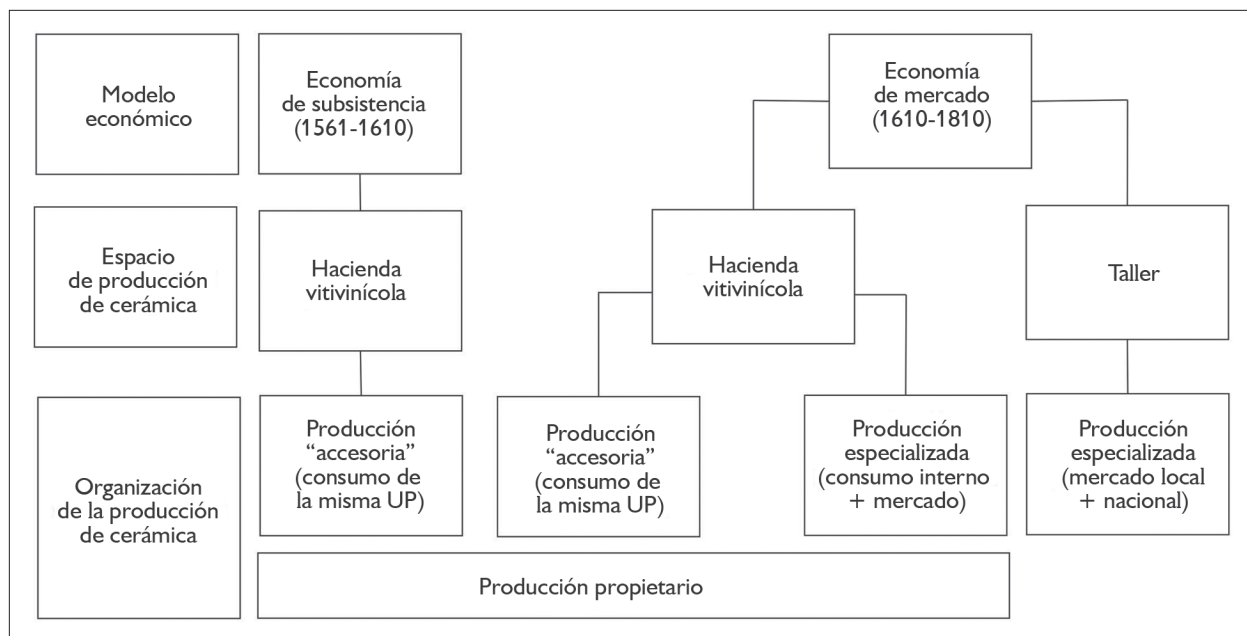 Modelo
económico
Economía
de subsistencia
(1561-1610)
Economía
de mercado
(1610-1810)
Espacio
de producción
de cerámica
Hacienda
vitivinícola
Hacienda
vitivinícola
Taller
Organización
de la producción
de cerámica
Producción
“accesoria”
(consumo de
la misma UP)
Producción
“accesoria”
(consumo de
la misma UP)
Producción
especializada
(consumo interno
+ mercado)
Producción
especializada
(mercado local
+ nacional)
Producción propietario